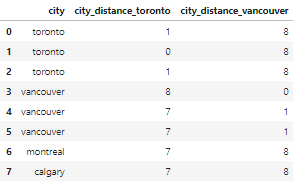 city city_distance_toronto city_distance_vancouver
0 toronto 1 8
1 toronto 0 8
2 toronto 1 8
3 vancouver 8 0
4 vancouver 7 1
5 vancouver 7 1
6 montreal 7 8
7 calgary 7 8